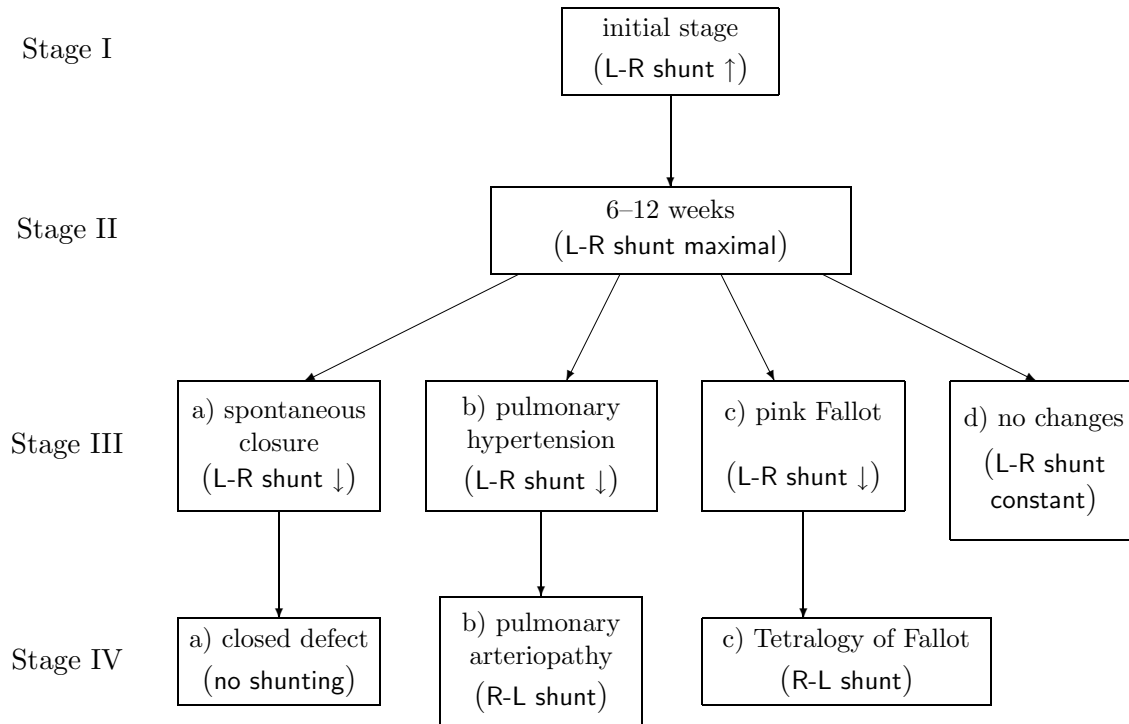 Stage I
initial stage
(L-R shunt ↑)
Stage II
6–12 weeks
(L-R shunt maximal)
Stage III
a) spontaneous
closure
(L-R shunt ↓)
b) pulmonary
hypertension
(L-R shunt ↓)
c) pink Fallot
(L-R shunt ↓)
d) no changes
(L-R shunt
constant)
Stage IV
a) closed defect
(no shunting)
b) pulmonary
arteriopathy
(R-L shunt)
c) Tetralogy of Fallot
(R-L shunt)